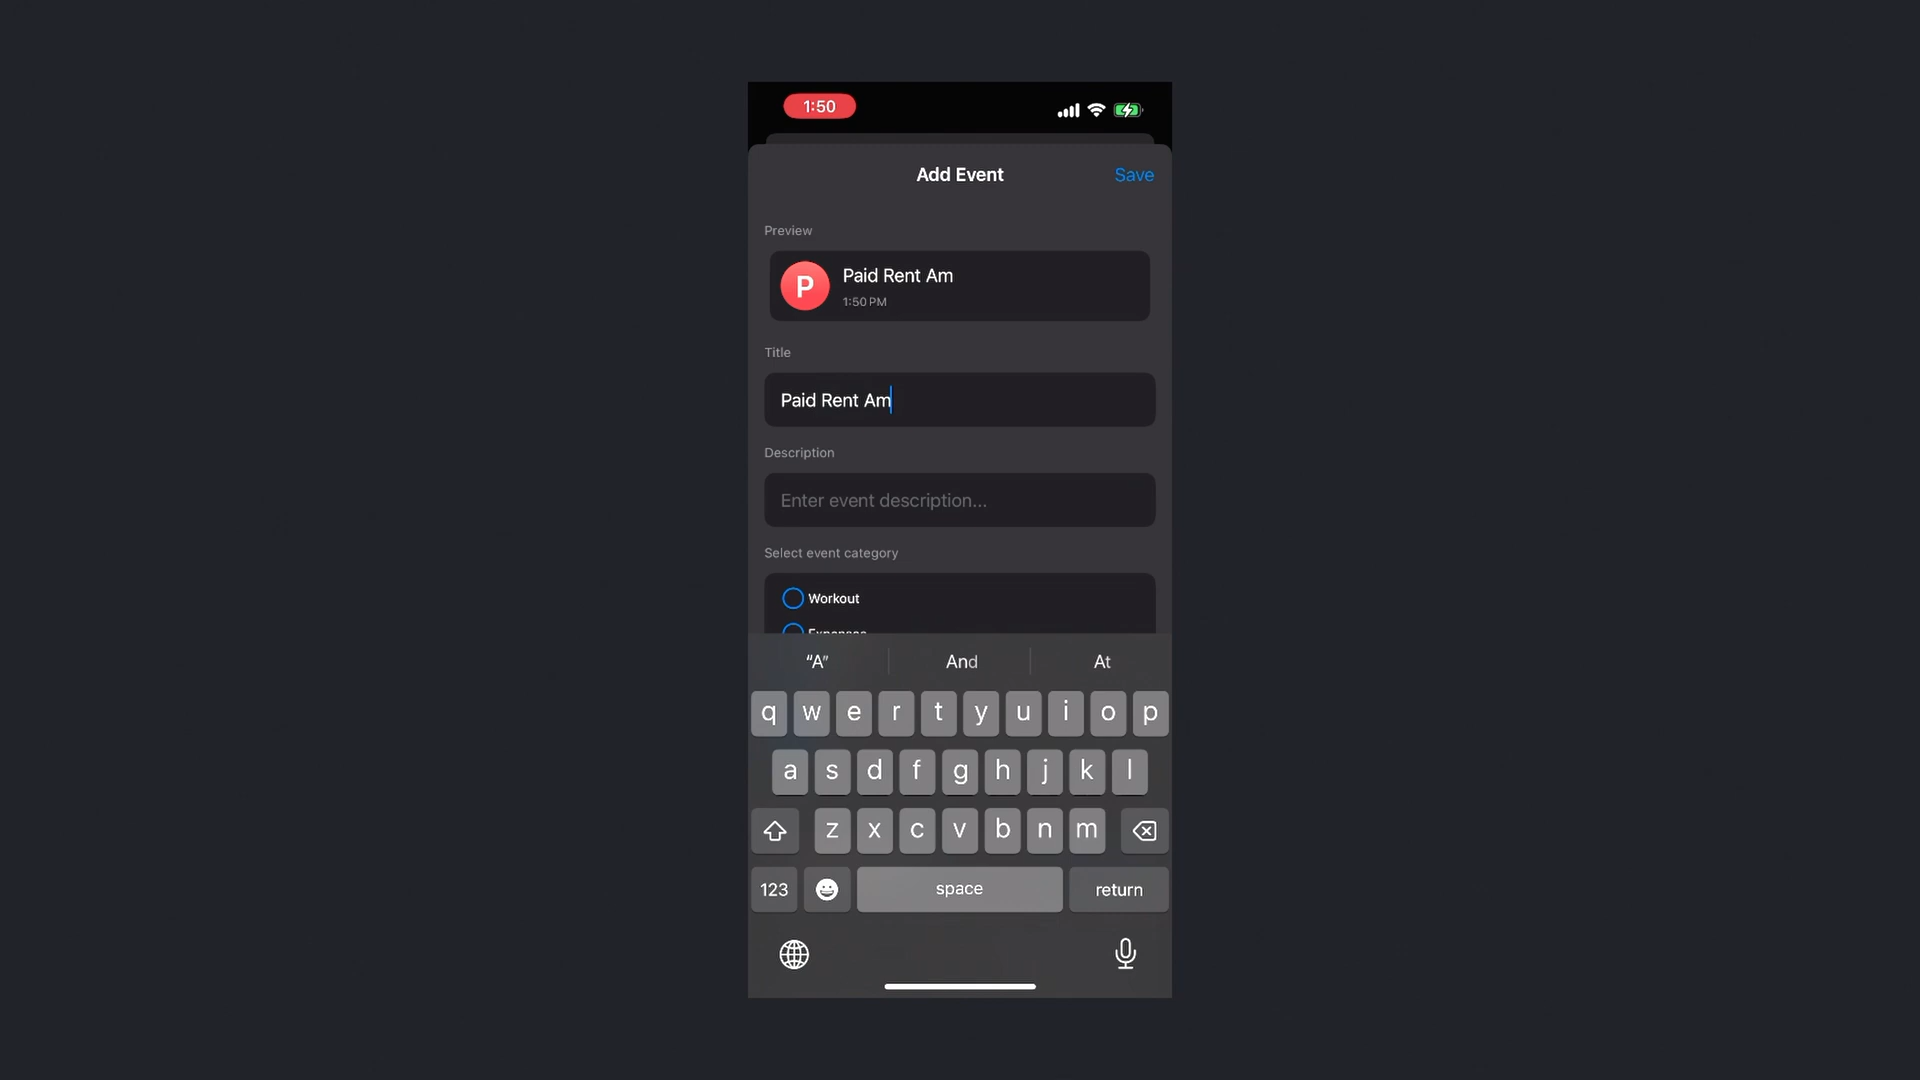 1:50
Add Event
Save
Preview
P
Paid Rent Am
1:50 PM
Title
Paid Rent Am
Description
Enter event description...
Select event category
Workout
Expenses
“A”
And
At
q w e r t y u i o p
a s d f g h j k l
z x c v b n m
123
space
return